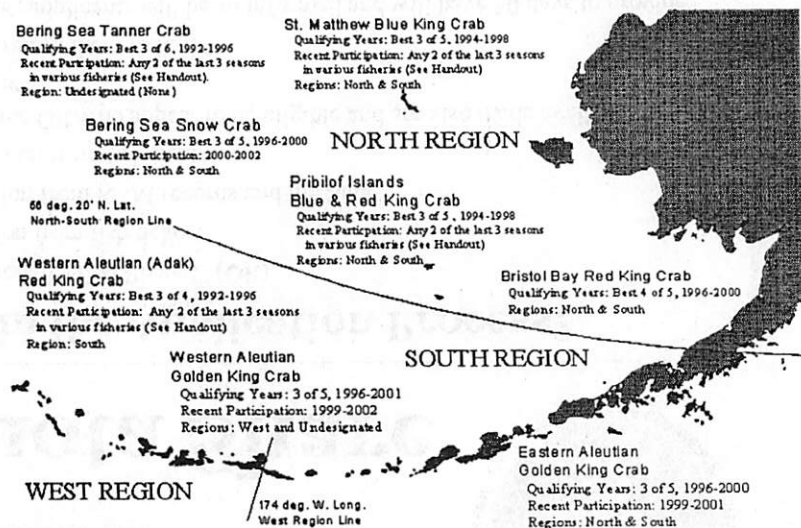 Bering Sea Tanner Crab
Qualifying Years: Best 3 of 6, 1992-1996
Recent Participation: Any 2 of the last 3 seasons
in various fisheries (See Handout).
Region: Undesignated (None)
St. Matthew Blue King Crab
Qualifying Years: Best 3 of 5, 1994-1998
Recent Participation: Any 2 of the last 3 seasons
in various fisheries (See Handout)
Regions: North & South
Bering Sea Snow Crab
Qualifying Years: Best 3 of 5, 1996-2000
Recent Participation: 2000-2002
Regions: North & South
NORTH REGION
Pribilof Islands
Blue & Red King Crab
Qualifying Years: Best 3 of 5, 1994-1998
Recent Participation: Any 2 of the last 3 seasons
in various fisheries (See Handout)
Regions: North & South
56 deg. 20' N. Lat.
North-South Region Line
Western Aleutian (Adak)
Red King Crab
Qualifying Years: Best 3 of 4, 1992-1996
Recent Participation: Any 2 of the last 3 seasons
in various fisheries (See Handout)
Region: South
Bristol Bay Red King Crab
Qualifying Years: Best 4 of 5, 1996-2000
Regions: North & South
SOUTH REGION
Western Aleutian
Golden King Crab
Qualifying Years: 3 of 5, 1996-2001
Recent Participation: 1999-2002
Regions: West and Undesignated
WEST REGION
174 deg. W. Long.
West Region Line
Eastern Aleutian
Golden King Crab
Qualifying Years: 3 of 5, 1996-2000
Recent Participation: 1999-2001
Regions: North & South